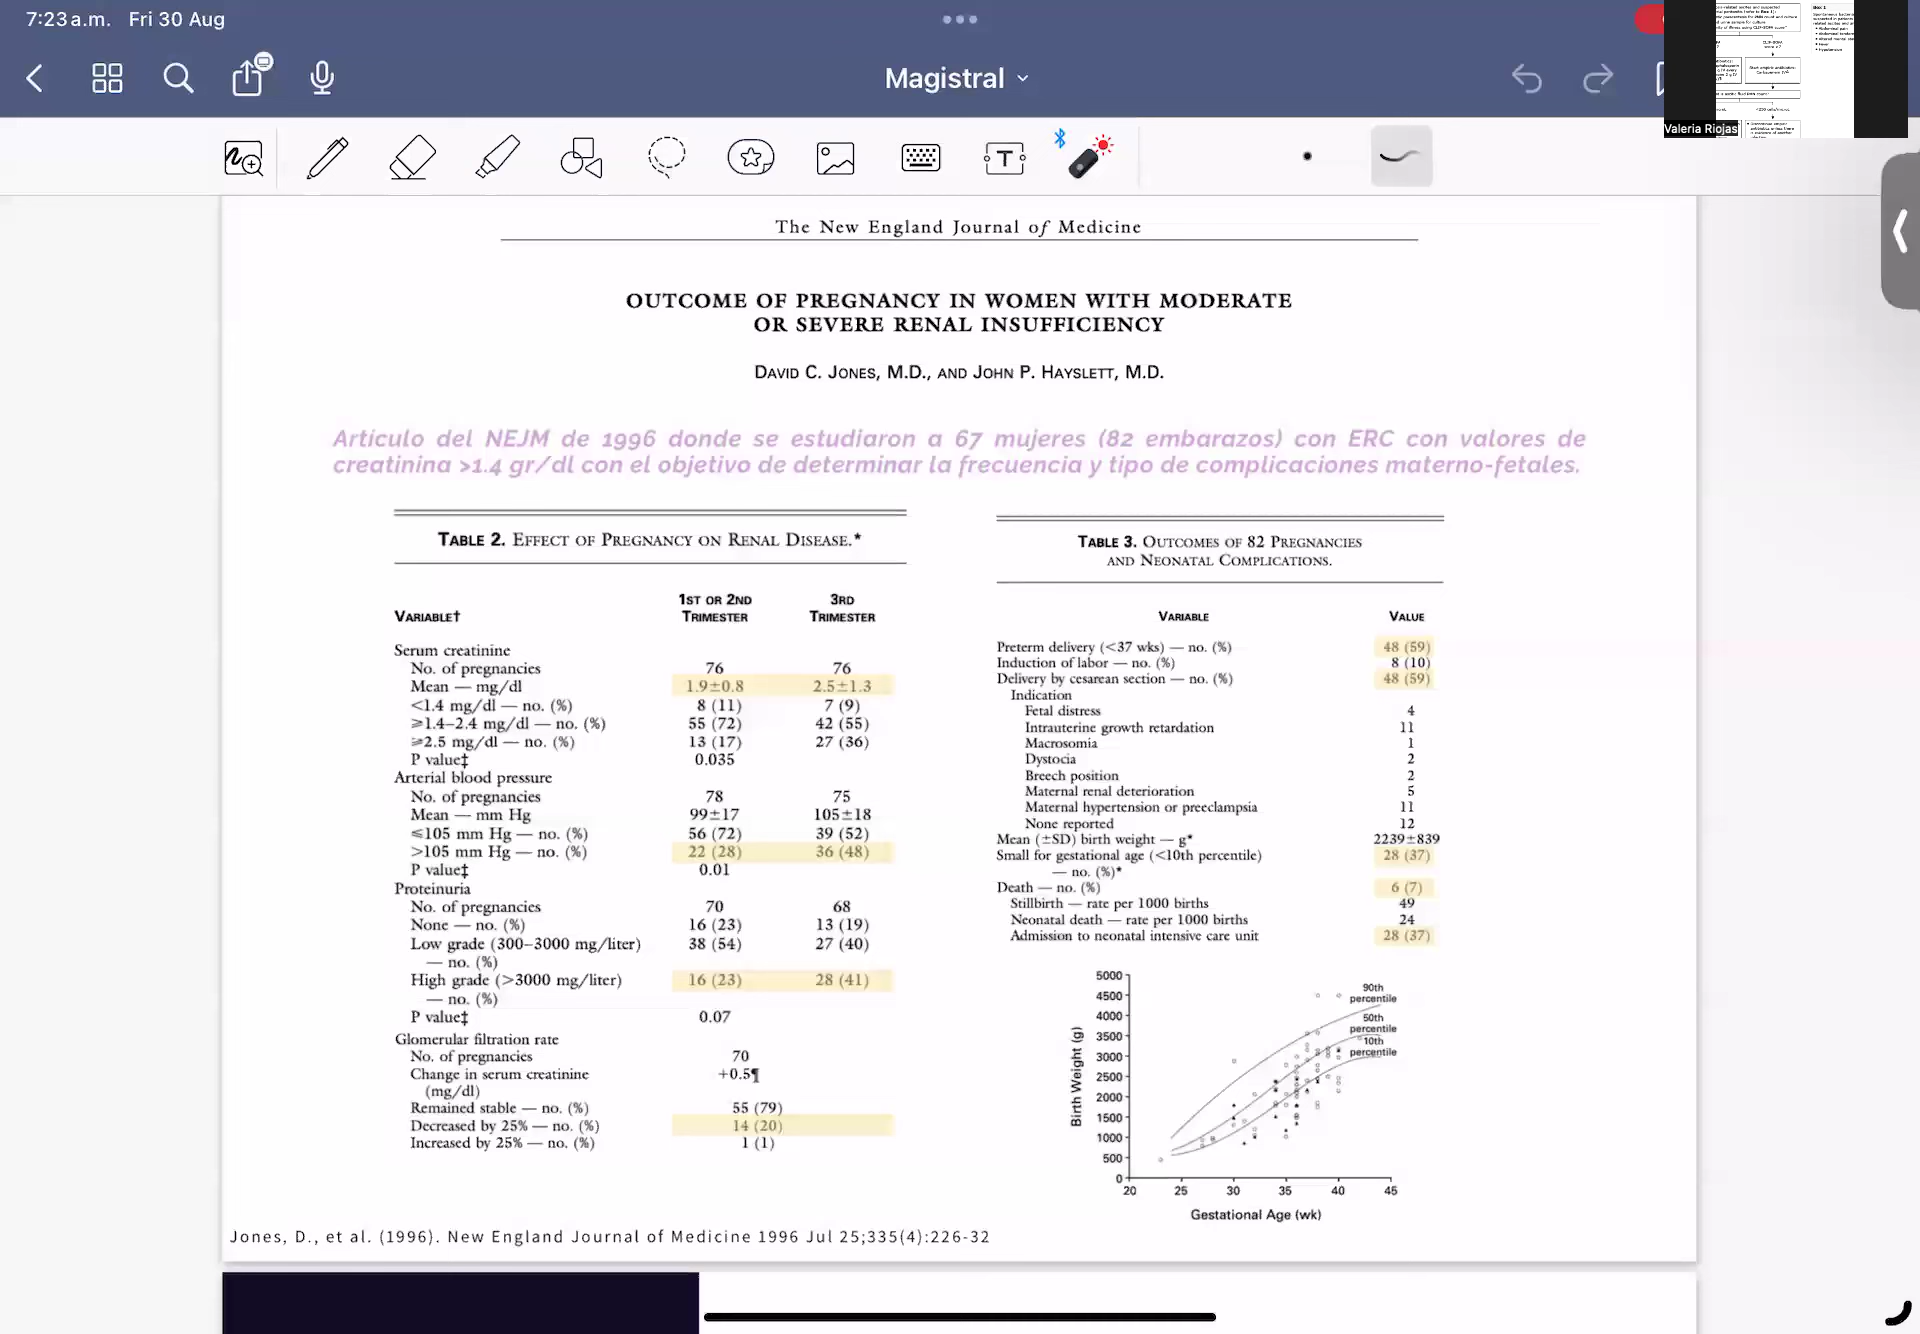 7:23 a.m. Fri 30 Aug
Magistral
T
Valeria Riojas
Box 1
The New England Journal of Medicine
OUTCOME OF PREGNANCY IN WOMEN WITH MODERATE
OR SEVERE RENAL INSUFFICIENCY
DAVID C. JONES, M.D., AND JOHN P. HAYSLETT, M.D.
Artículo del NEJM de 1996 donde se estudiaron a 67 mujeres (82 embarazos) con ERC con valores de
creatinina >1.4 gr/dl con el objetivo de determinar la frecuencia y tipo de complicaciones materno-fetales.
TABLE 2. EFFECT OF PREGNANCY ON RENAL DISEASE.*
VARIABLE† 1ST OR 2ND TRIMESTER 3RD TRIMESTER
Serum creatinine
No. of pregnancies 76 76
Mean — mg/dl 1.9±0.8 2.5±1.3
<1.4 mg/dl — no. (%) 8 (11) 7 (9)
≥1.4–2.4 mg/dl — no. (%) 55 (72) 42 (55)
≥2.5 mg/dl — no. (%) 13 (17) 27 (36)
P value‡ 0.035
Arterial blood pressure
No. of pregnancies 78 75
Mean — mm Hg 99±17 105±18
≤105 mm Hg — no. (%) 56 (72) 39 (52)
>105 mm Hg — no. (%) 22 (28) 36 (48)
P value‡ 0.01
Proteinuria
No. of pregnancies 70 68
None — no. (%) 16 (23) 13 (19)
Low grade (300–3000 mg/liter) 38 (54) 27 (40)
— no. (%)
High grade (>3000 mg/liter) 16 (23) 28 (41)
— no. (%)
P value‡ 0.07
Glomerular filtration rate
No. of pregnancies 70
Change in serum creatinine +0.5¶
(mg/dl)
Remained stable — no. (%) 55 (79)
Decreased by 25% — no. (%) 14 (20)
Increased by 25% — no. (%) 1 (1)
TABLE 3. OUTCOMES OF 82 PREGNANCIES
AND NEONATAL COMPLICATIONS.
VARIABLE VALUE
Preterm delivery (<37 wks) — no. (%) 48 (59)
Induction of labor — no. (%) 8 (10)
Delivery by cesarean section — no. (%) 48 (59)
Indication
Fetal distress 4
Intrauterine growth retardation 11
Macrosomia 1
Dystocia 2
Breech position 2
Maternal renal deterioration 5
Maternal hypertension or preeclampsia 11
None reported 12
Mean (±SD) birth weight — g* 2239±839
Small for gestational age (<10th percentile) 28 (37)
— no. (%)*
Death — no. (%) 6 (7)
Stillbirth — rate per 1000 births 49
Neonatal death — rate per 1000 births 24
Admission to neonatal intensive care unit 28 (37)
Birth Weight (g)
5000
4500
4000
3500
3000
2500
2000
1500
1000
500
0
90th percentile
50th percentile
10th percentile
20 25 30 35 40 45
Gestational Age (wk)
Jones, D., et al. (1996). New England Journal of Medicine 1996 Jul 25;335(4):226-32